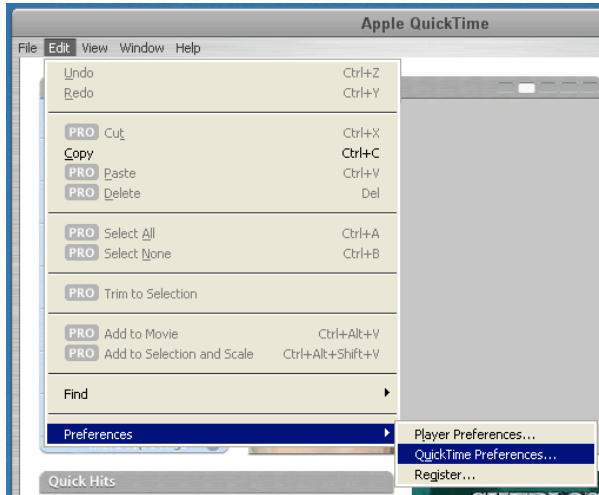 Apple QuickTime
File Edit View Window Help
Undo Ctrl+Z
Redo Ctrl+Y
PRO Cut Ctrl+X
Copy Ctrl+C
PRO Paste Ctrl+V
PRO Delete Del
PRO Select All Ctrl+A
PRO Select None Ctrl+B
PRO Trim to Selection
PRO Add to Movie Ctrl+Alt+V
PRO Add to Selection and Scale Ctrl+Alt+Shift+V
Find
Preferences
Player Preferences...
QuickTime Preferences...
Register...
Quick Hits